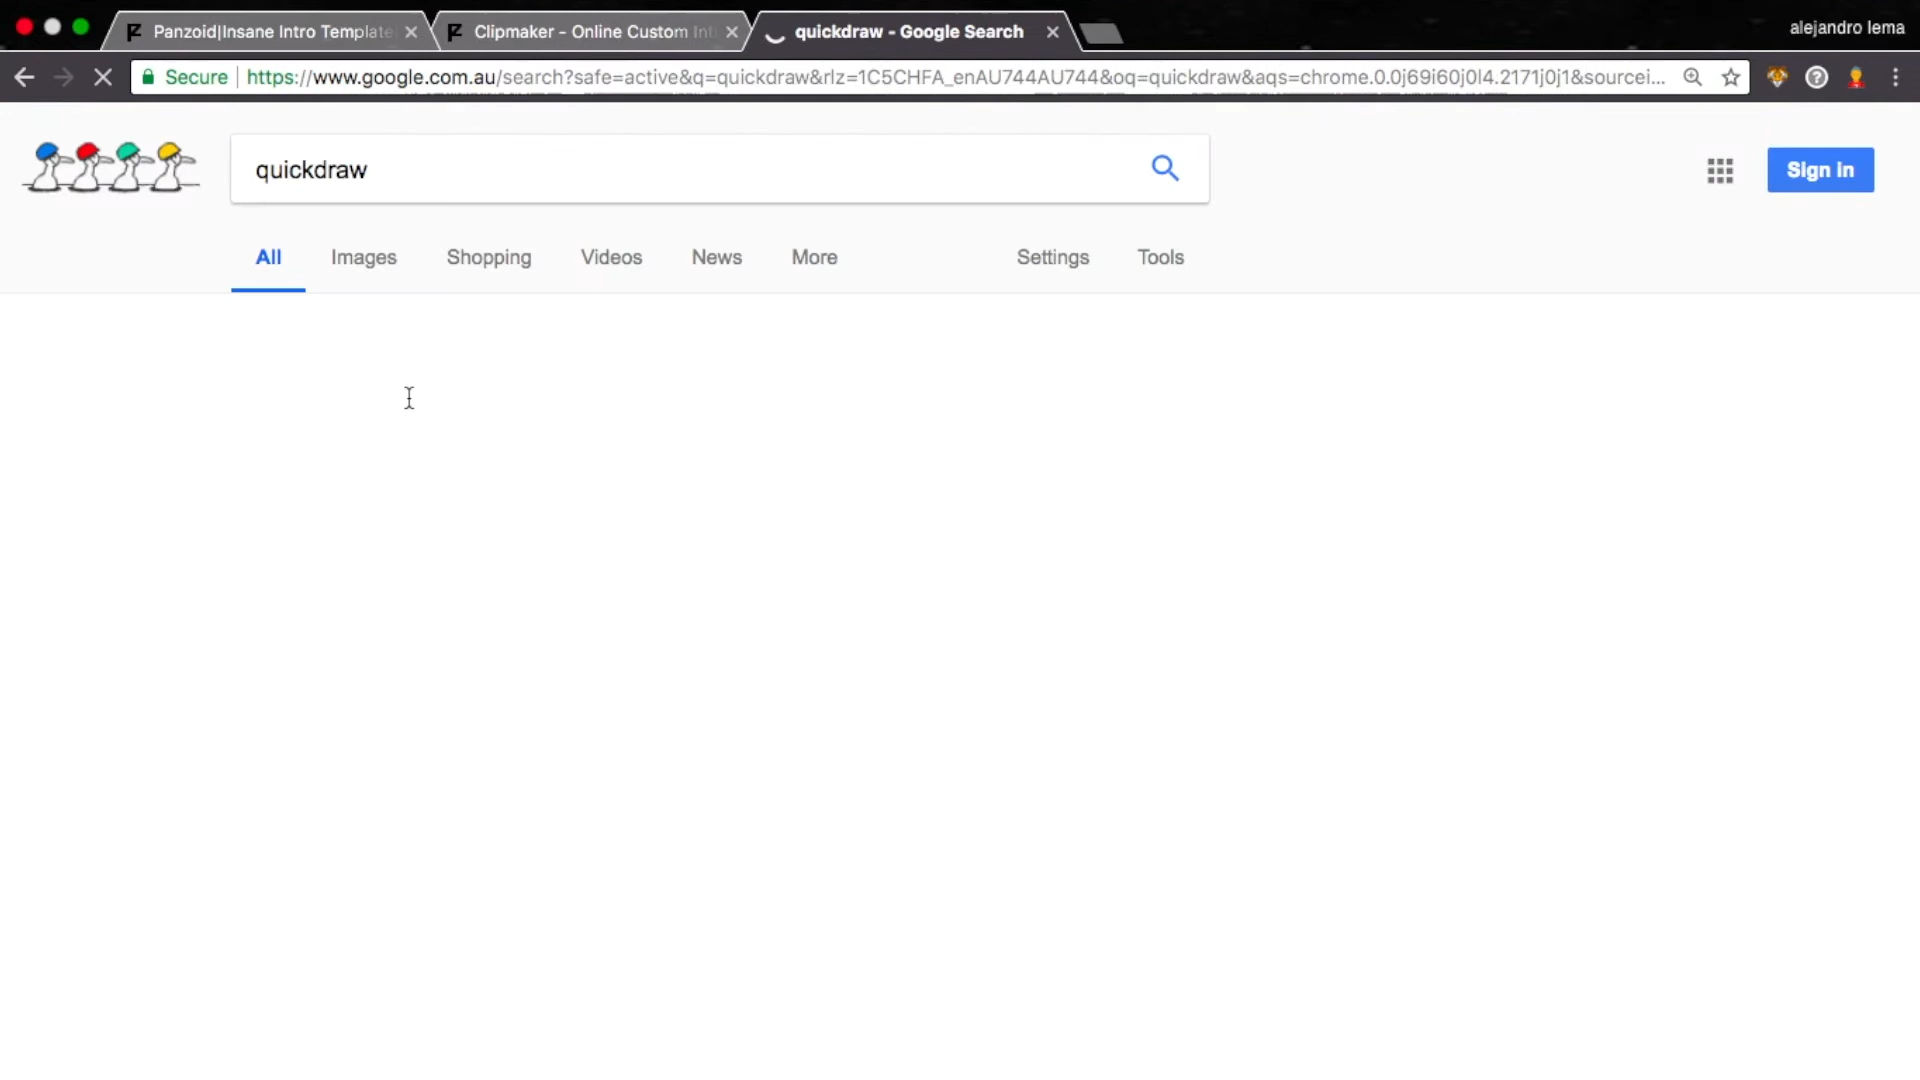 Panzoid|Insane Intro Template
Clipmaker - Online Custom Int
quickdraw - Google Search
alejandro lema
Secure
https://www.google.com.au/search?safe=active&q=quickdraw&rlz=1C5CHFA_enAU744AU744&oq=quickdraw&aqs=chrome.0.0j69i60j0l4.2171j0j1&sourcei...
quickdraw
Sign in
All Images Shopping Videos News More Settings Tools